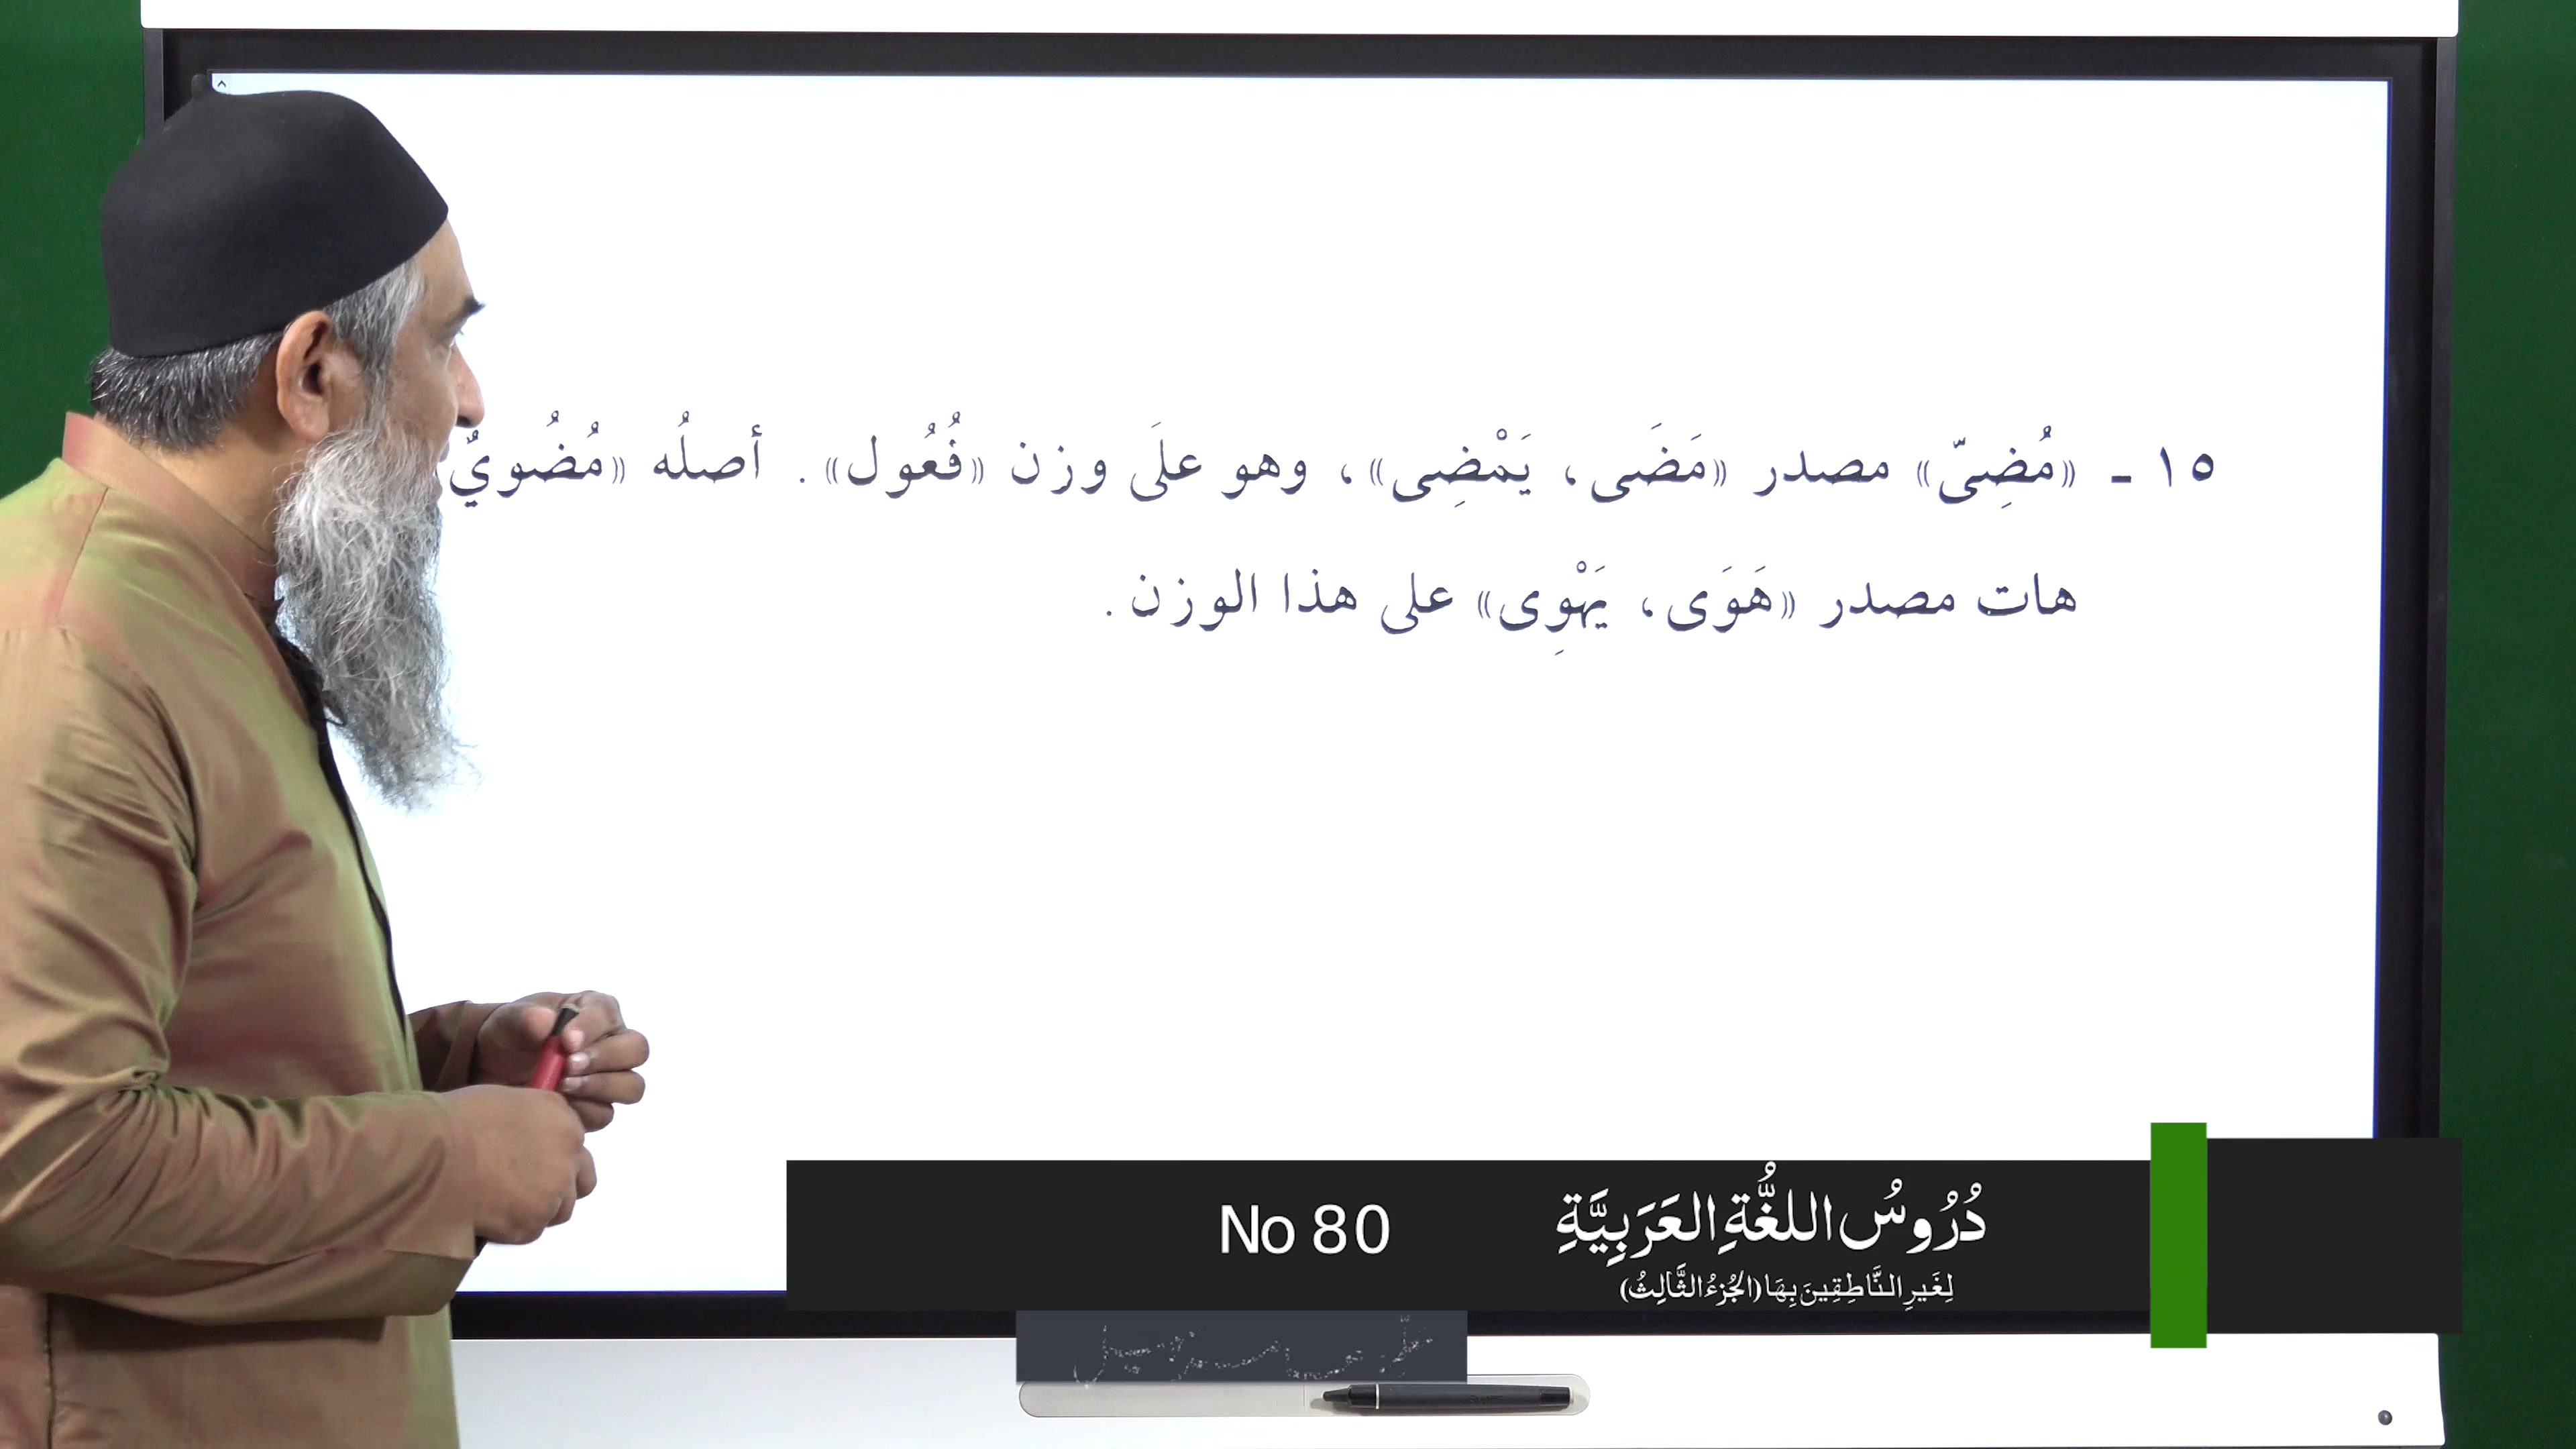 ١٥ ـ «مُضِىّ» مصدر «مَضَى، يَمْضِى»، وهو علَى وزن «فُعُول». أصلُه «مُضُويٌ
هات مصدر «هَوَى، يَهْوِى» على هذا الوزن.
دُرُوسُ اللغُّةِ العَرَبِيَّةِ
No 80
لِغَيرِ النَّاطِقِينَ بِهَا (الجُزءُ الثَّالِثُ)